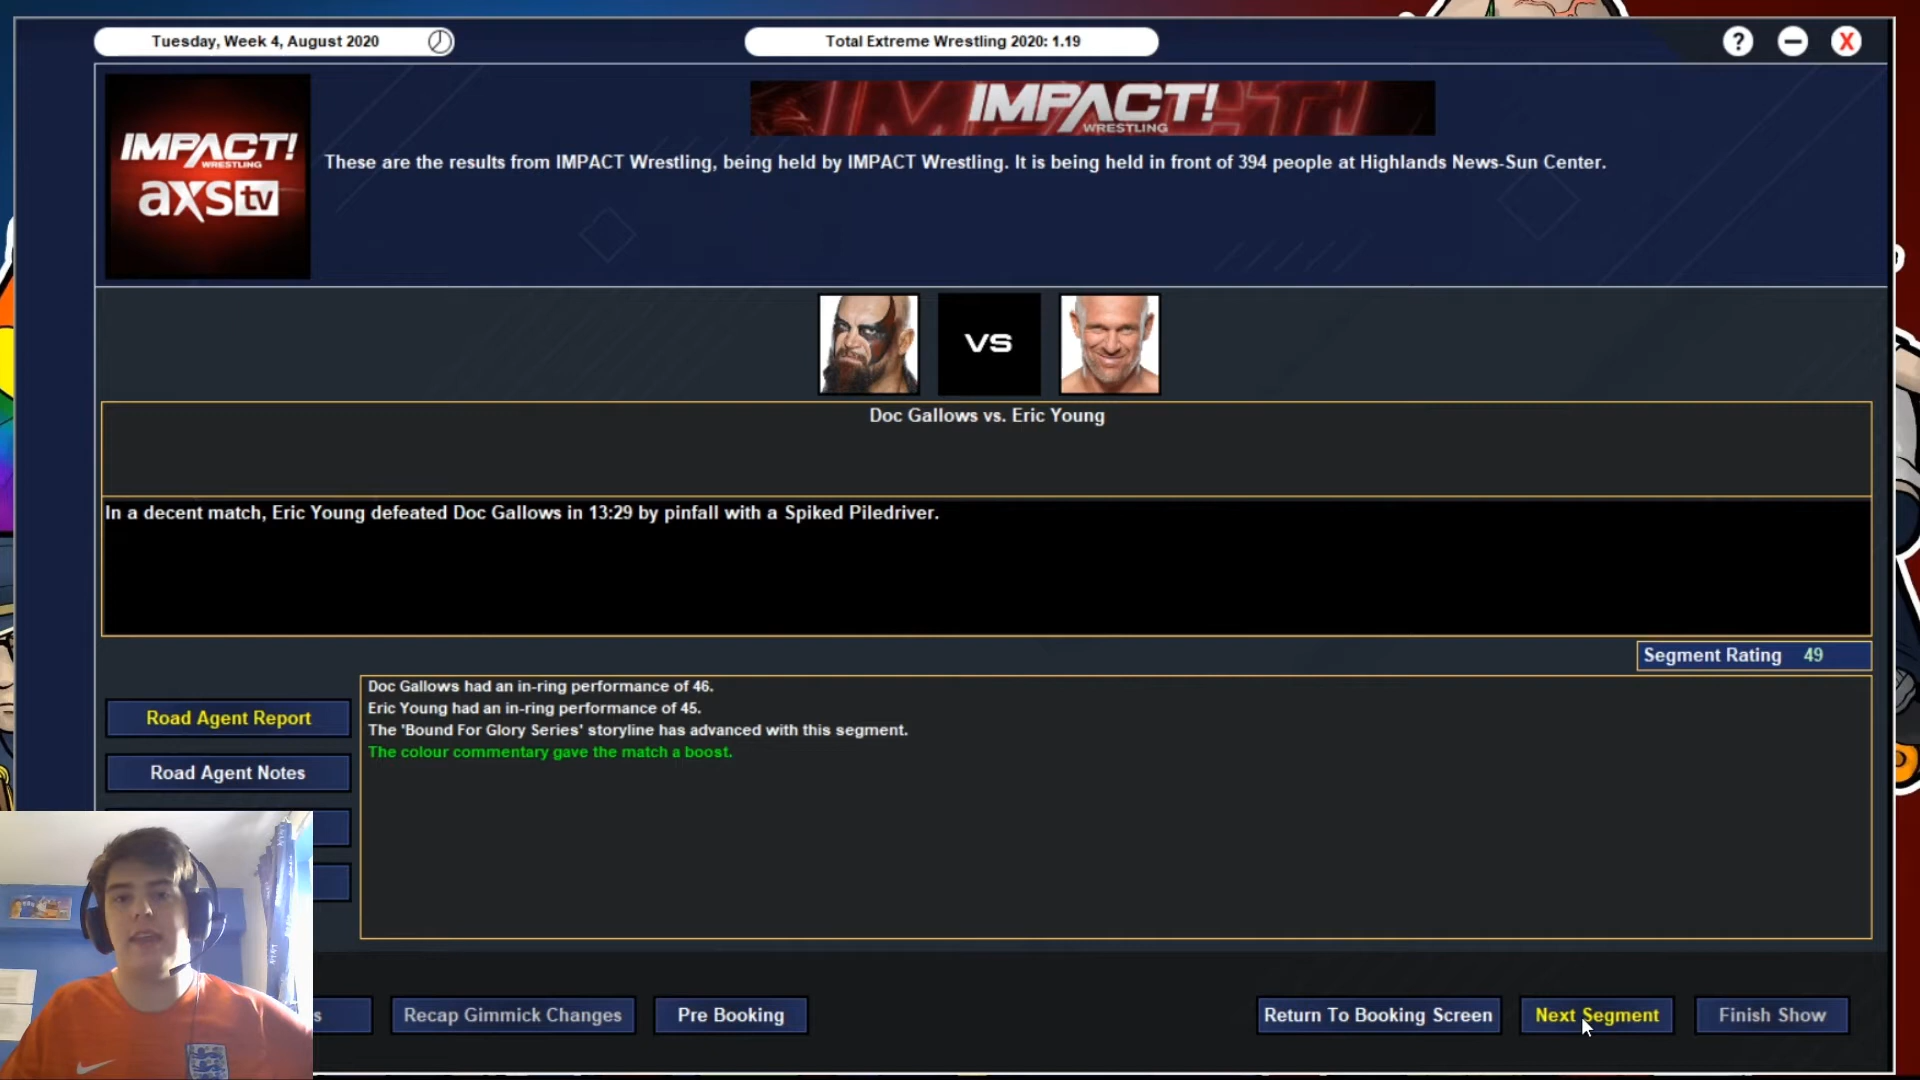 Tuesday, Week 4, August 2020
Total Extreme Wrestling 2020: 1.19
?
X
IMPACT!
WRESTLING
axs tv
IMPACT!
WRESTLING
These are the results from IMPACT Wrestling, being held by IMPACT Wrestling. It is being held in front of 394 people at Highlands News-Sun Center.
VS
Doc Gallows vs. Eric Young
In a decent match, Eric Young defeated Doc Gallows in 13:29 by pinfall with a Spiked Piledriver.
Segment Rating 49
Road Agent Report
Road Agent Notes
Doc Gallows had an in-ring performance of 46.
Eric Young had an in-ring performance of 45.
The 'Bound For Glory Series' storyline has advanced with this segment.
The colour commentary gave the match a boost.
s
Recap Gimmick Changes
Pre Booking
Return To Booking Screen
Next Segment
Finish Show